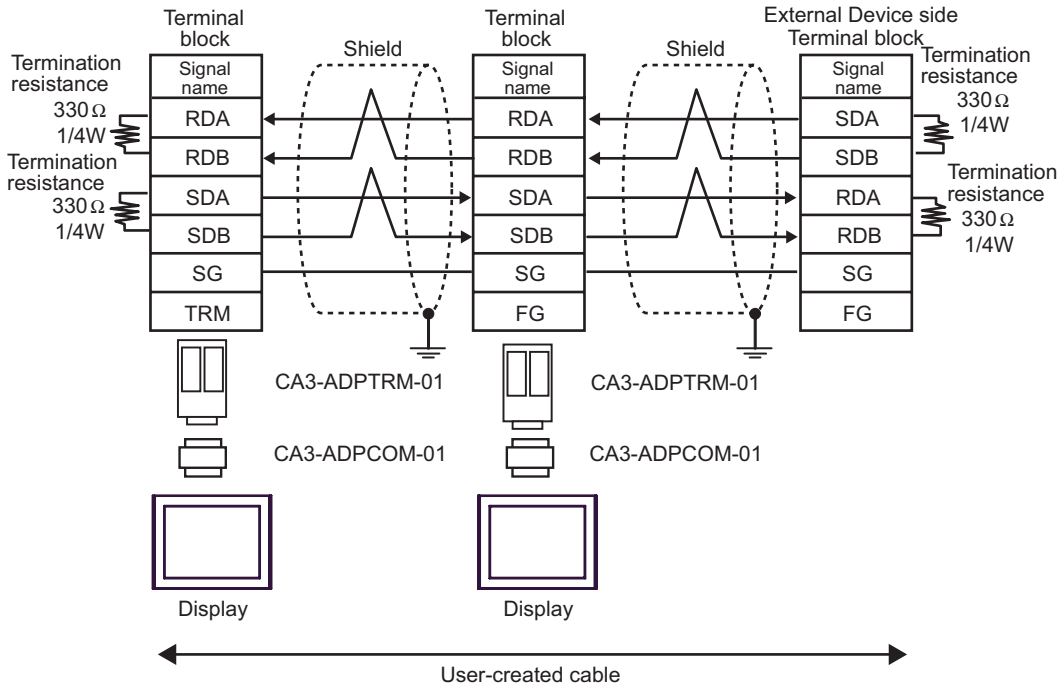 Terminal
block
Terminal
block
External Device side
Terminal block
Shield
Shield
Termination
resistance
330Ω
1/4W
Termination
resistance
330Ω
1/4W
Signal
name
RDA
RDB
SDA
SDB
SG
TRM
Signal
name
RDA
RDB
SDA
SDB
SG
FG
Signal
name
SDA
SDB
RDA
RDB
SG
FG
Termination
resistance
330Ω
1/4W
Termination
resistance
330Ω
1/4W
CA3-ADPTRM-01
CA3-ADPTRM-01
CA3-ADPCOM-01
CA3-ADPCOM-01
Display
Display
User-created cable